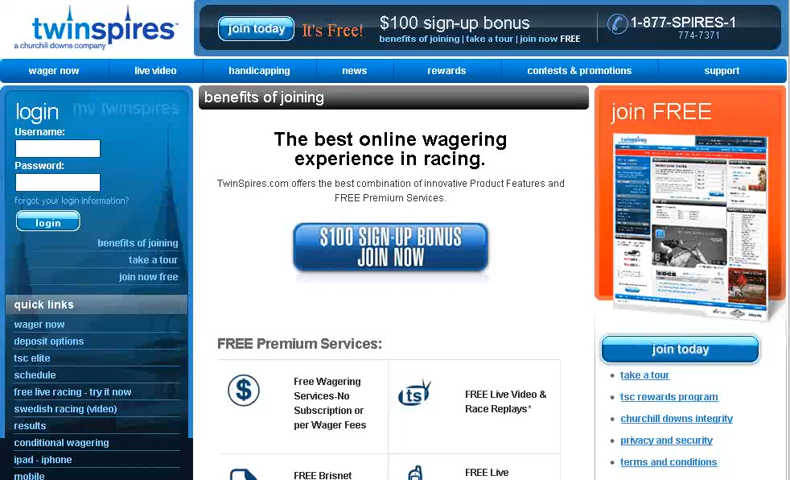 twinspires
a churchill downs company
join today
It's Free!
$100 sign-up bonus
benefits of joining | take a tour | join now FREE
1-877-SPIRES-1
774-7371
wager now
live video
handicapping
news
rewards
contests & promotions
support
login
my twinspires
Username:
Password:
forgot your login information?
login
benefits of joining
take a tour
join now free
quick links
wager now
deposit options
tsc elite
schedule
free live racing - try it now
swedish racing (video)
results
conditional wagering
ipad - iphone
mobile
benefits of joining
The best online wagering
experience in racing.
TwinSpires.com offers the best combination of innovative Product Features and
FREE Premium Services.
$100 SIGN-UP BONUS
JOIN NOW
FREE Premium Services:
Free Wagering
Services-No
Subscription or
per Wager Fees
ts
FREE Live Video &
Race Replays*
FREE Brisnet
FREE Live
join FREE
join today
take a tour
tsc rewards program
churchill downs integrity
privacy and security
terms and conditions